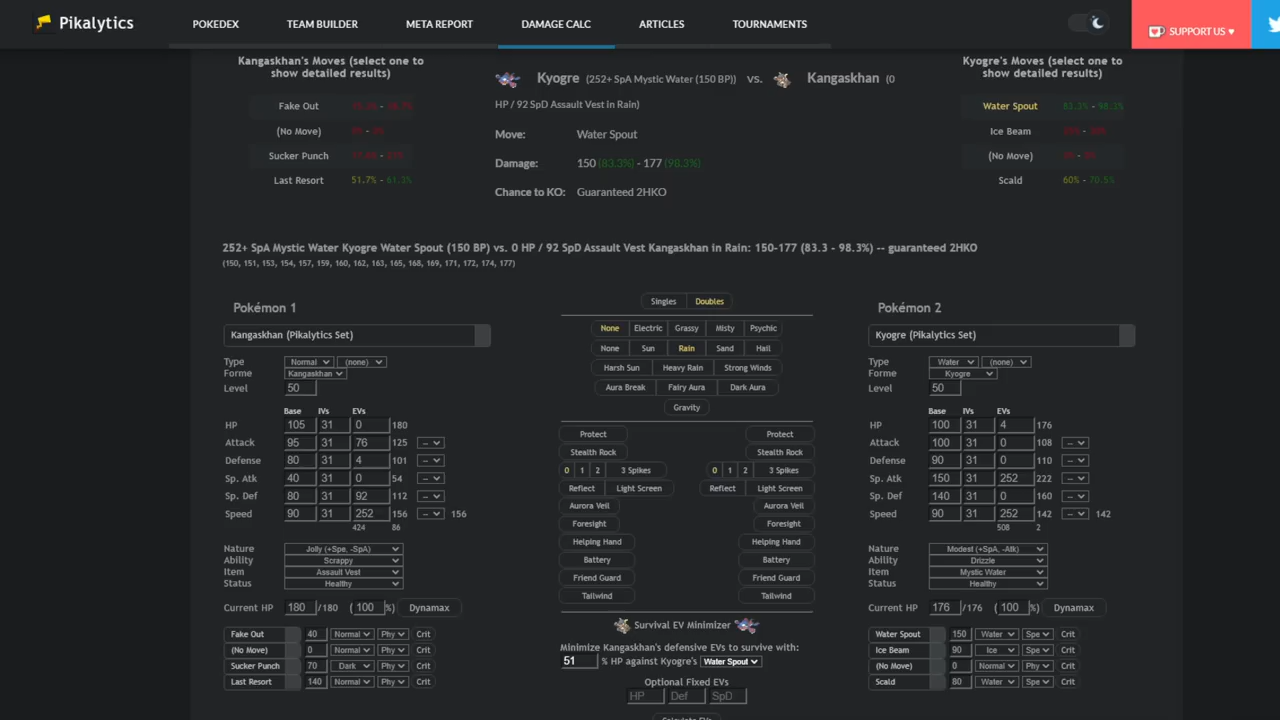 Pikalytics
POKEDEX TEAM BUILDER META REPORT DAMAGE CALC ARTICLES TOURNAMENTS
SUPPORT US ♥
Kangaskhan's Moves (select one to
show detailed results)
Fake Out
(No Move)
Sucker Punch
Last Resort 51.7% - 61.3%
Kyogre (252+ SpA Mystic Water (150 BP)) VS. Kangaskhan (0
HP / 92 SpD Assault Vest In Rain)
Move: Water Spout
Damage: 150 (83.3%) - 177 (98.3%)
Chance to KO: Guaranteed 2HKO
Kyogre's Moves (select one to
show detailed results)
Water Spout 83.3% - 98.3%
Ice Beam
(No Move)
Scald 60% - 70.5%
252+ SpA Mystic Water Kyogre Water Spout (150 BP) vs. 0 HP / 92 SpD Assault Vest Kangaskhan in Rain: 150-177 (83.3 - 98.3%) -- guaranteed 2HKO
(150, 151, 153, 154, 157, 159, 160, 162, 163, 165, 168, 169, 171, 172, 174, 177)
Pokémon 1
Kangaskhan (Pikalytics Set)
Type Normal (none)
Forme Kangaskhan
Level 50
Base IVs EVs
HP 105 31 0 180
Attack 95 31 76 125 --
Defense 80 31 4 101 --
Sp. Atk 40 31 0 54 --
Sp. Def 80 31 92 112 --
Speed 90 31 252 156 -- 156
424 86
Nature Jolly (+Spe, -SpA)
Ability Scrappy
Item Assault Vest
Status Healthy
Current HP 180 /180 (100 %) Dynamax
Fake Out 40 Normal Phy Crit
(No Move) 0 Normal Phy Crit
Sucker Punch 70 Dark Phy Crit
Last Resort 140 Normal Phy Crit
Singles Doubles
None Electric Grassy Misty Psychic
None Sun Rain Sand Hail
Harsh Sun Heavy Rain Strong Winds
Aura Break Fairy Aura Dark Aura
Gravity
Protect Protect
Stealth Rock Stealth Rock
0 1 2 3 Spikes 0 1 2 3 Spikes
Reflect Light Screen Reflect Light Screen
Aurora Veil Aurora Veil
Foresight Foresight
Helping Hand Helping Hand
Battery Battery
Friend Guard Friend Guard
Tailwind Tailwind
Survival EV Minimizer
Minimize Kangaskhan's defensive EVs to survive with:
51 % HP against Kyogre's Water Spout
Optional Fixed EVs
HP Def SpD
Calculate EVs
Pokémon 2
Kyogre (Pikalytics Set)
Type Water (none)
Forme Kyogre
Level 50
Base IVs EVs
HP 100 31 4 176
Attack 100 31 0 108 --
Defense 90 31 0 110 --
Sp. Atk 150 31 252 222 --
Sp. Def 140 31 0 160 --
Speed 90 31 252 142 -- 142
508 2
Nature Modest (+SpA, -Atk)
Ability Drizzle
Item Mystic Water
Status Healthy
Current HP 176 /176 (100 %) Dynamax
Water Spout 150 Water Spe Crit
Ice Beam 90 Ice Spe Crit
(No Move) 0 Normal Phy Crit
Scald 80 Water Spe Crit